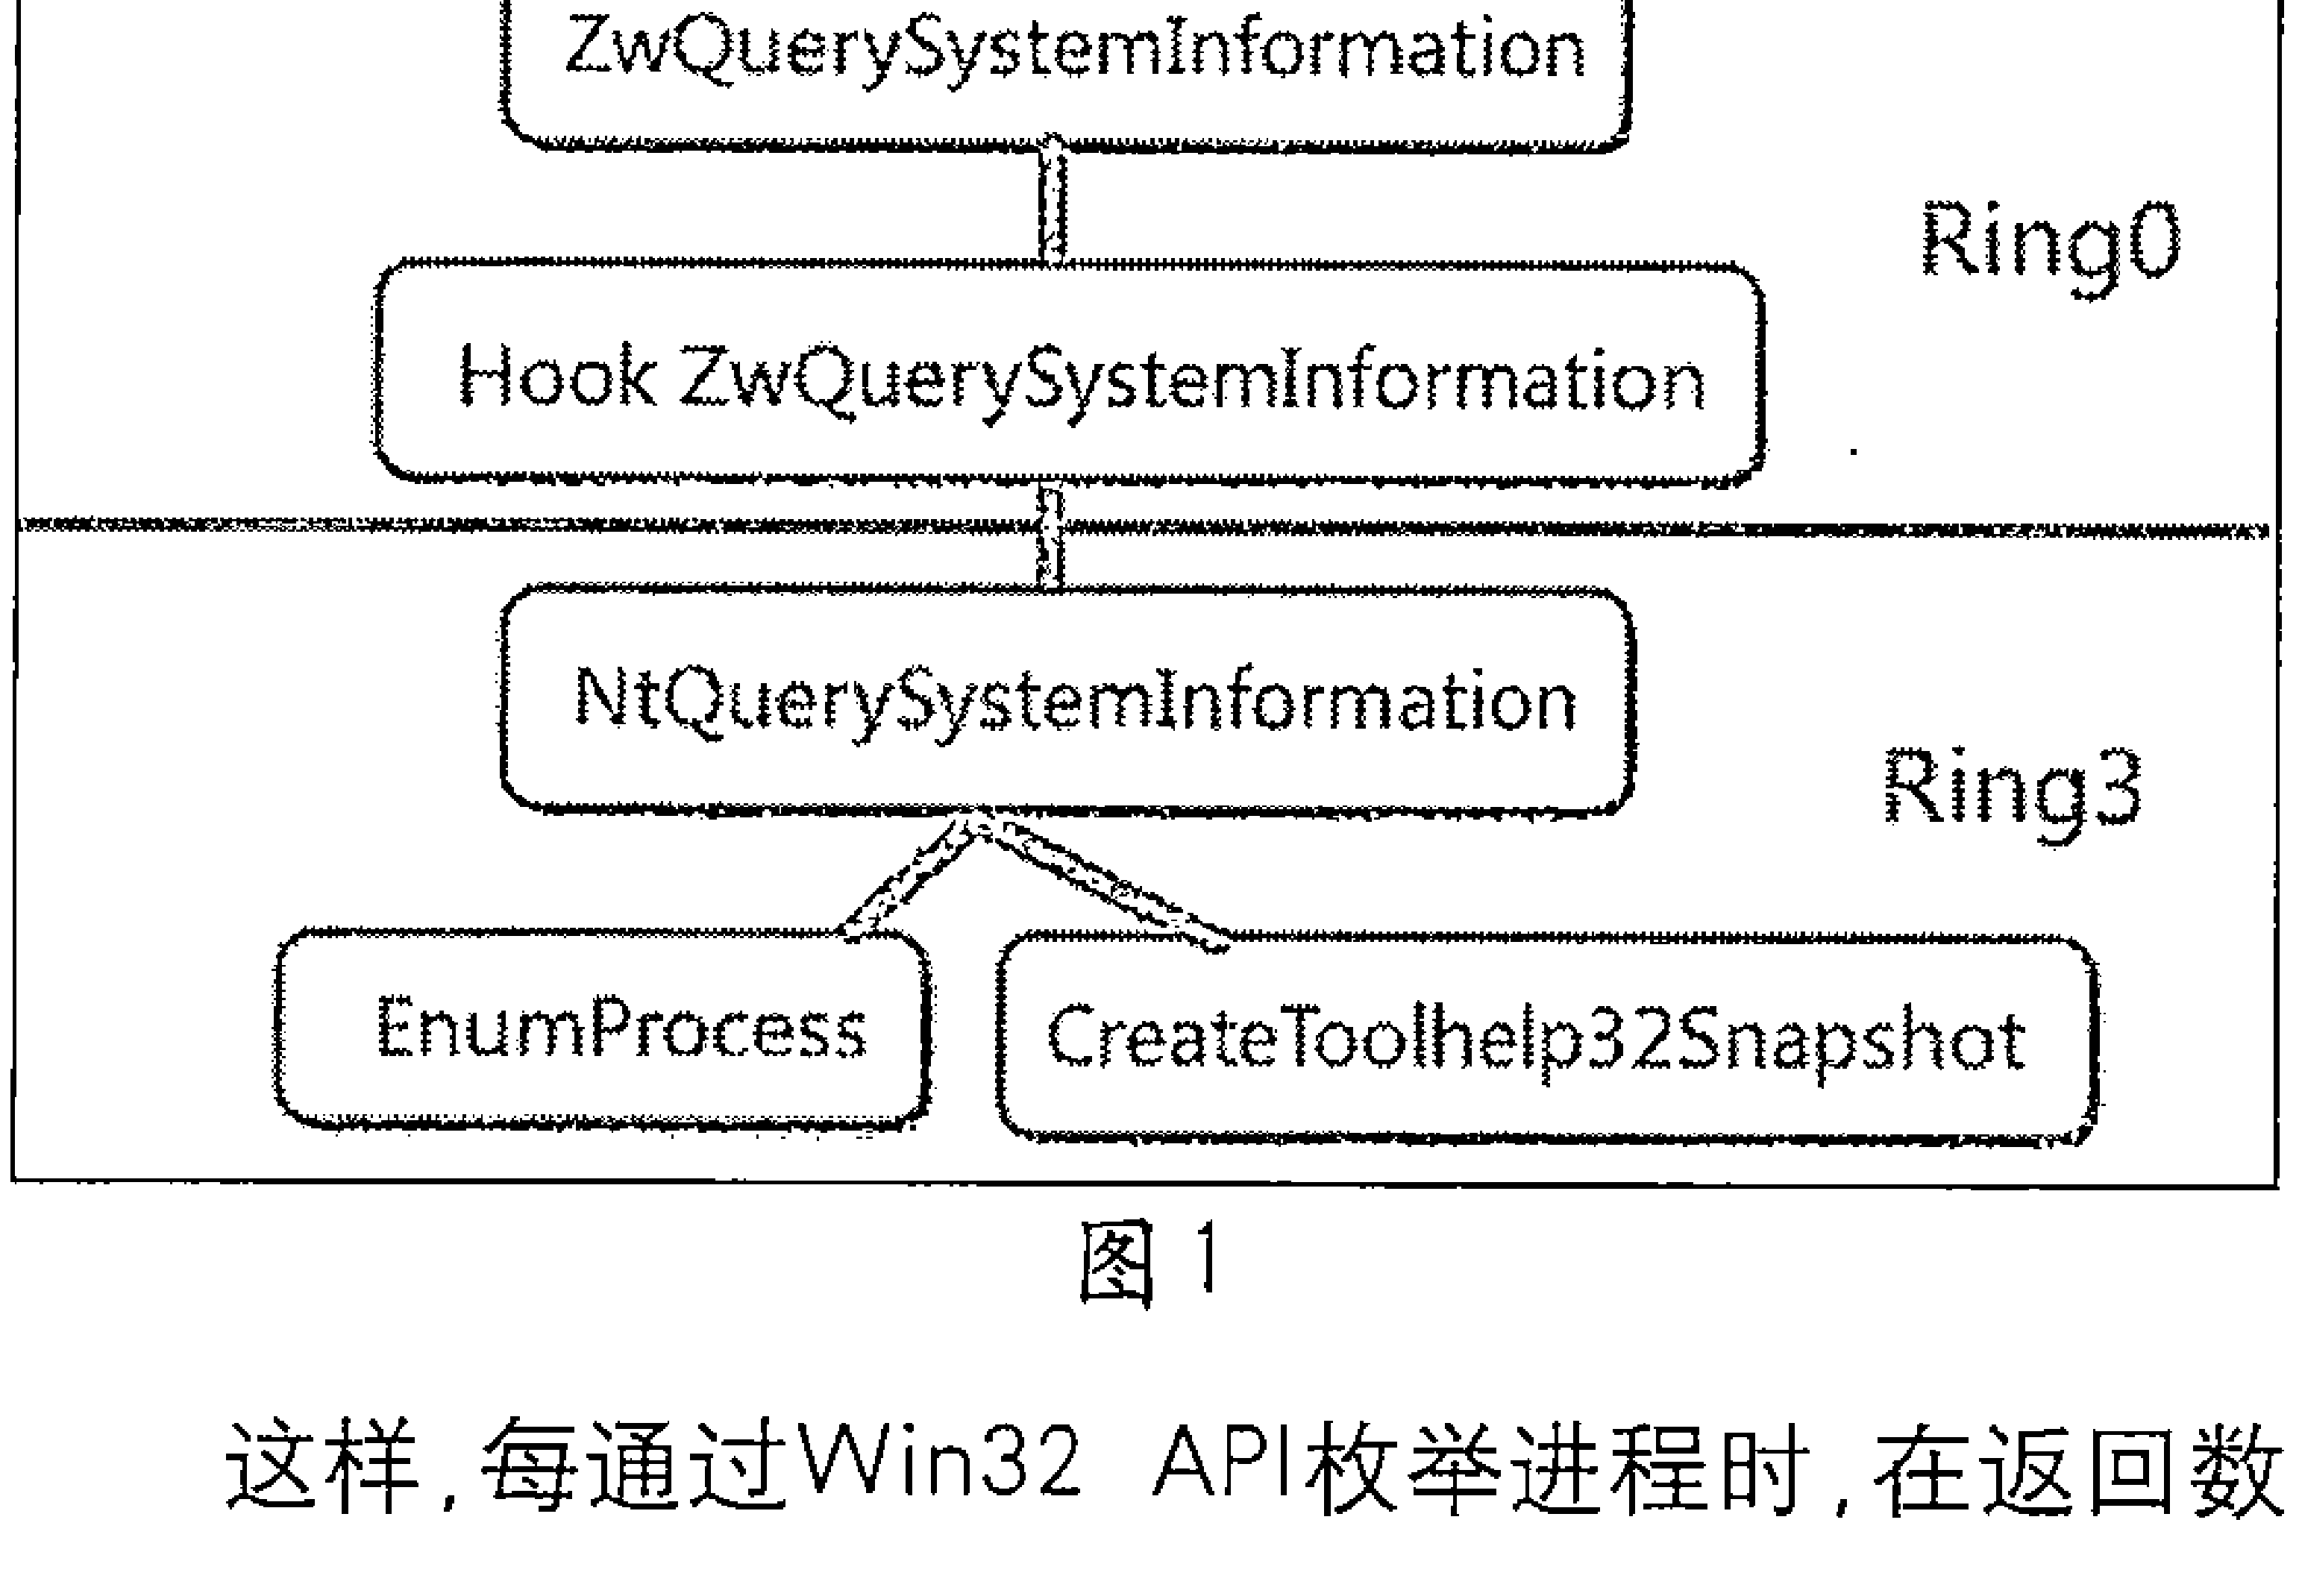 ZwQuerySystemInformation
Ring0
Hook ZwQuerySystemInformation
NtQuerySystemInformation
Ring3
EnumProcess
CreateToolhelp32Snapshot
图 1
这样,每通过Win32 API枚举进程时,在返回数